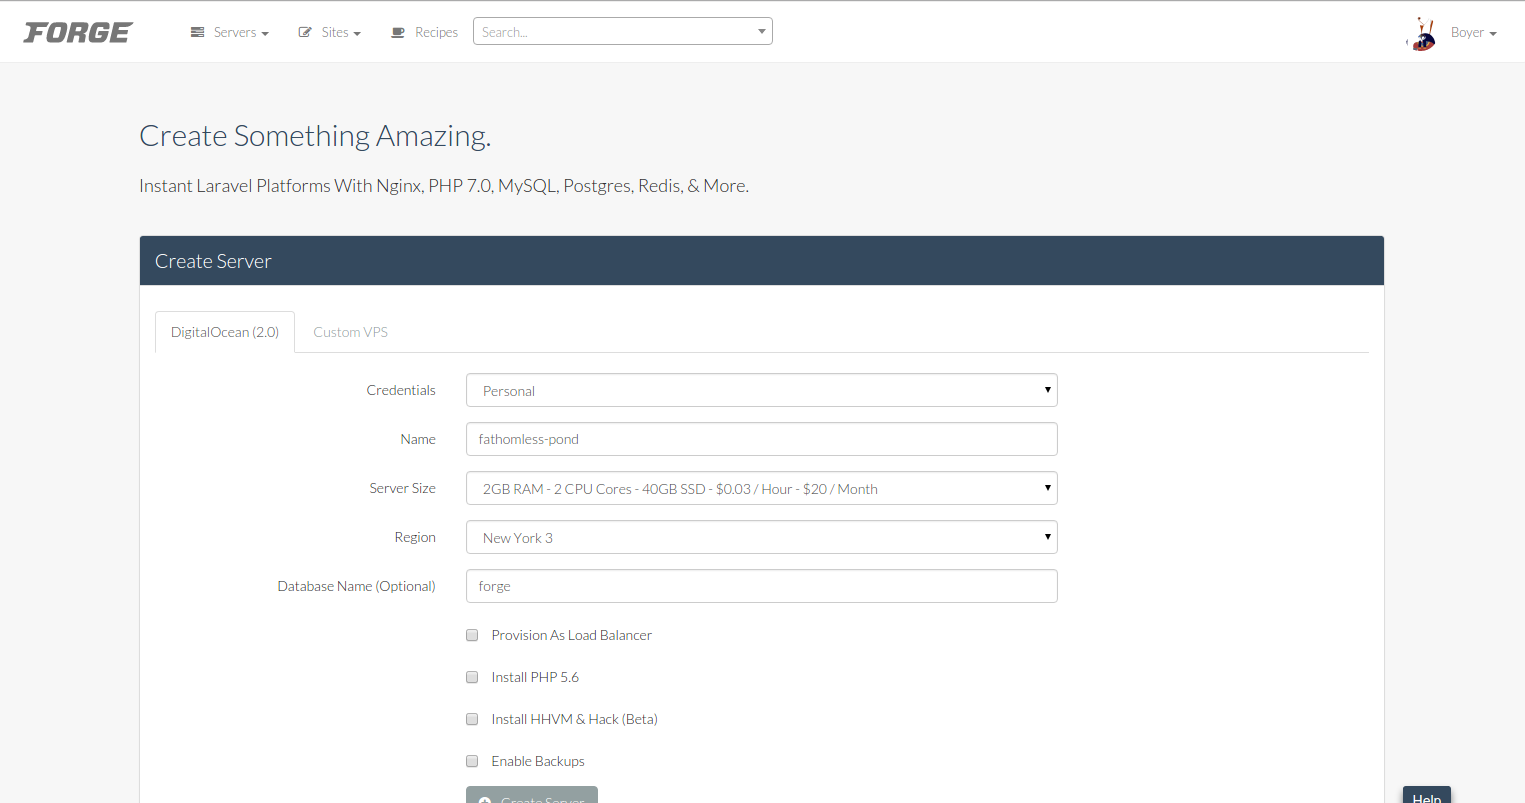 FORGE Servers Sites Recipes Search... Boyer
Create Something Amazing.
Instant Laravel Platforms With Nginx, PHP 7.0, MySQL, Postgres, Redis, & More.
Create Server
DigitalOcean (2.0) Custom VPS
Credentials Personal
Name fathomless-pond
Server Size 2GB RAM - 2 CPU Cores - 40GB SSD - $0.03 / Hour - $20 / Month
Region New York 3
Database Name (Optional) forge
Provision As Load Balancer
Install PHP 5.6
Install HHVM & Hack (Beta)
Enable Backups
Create Server
Help